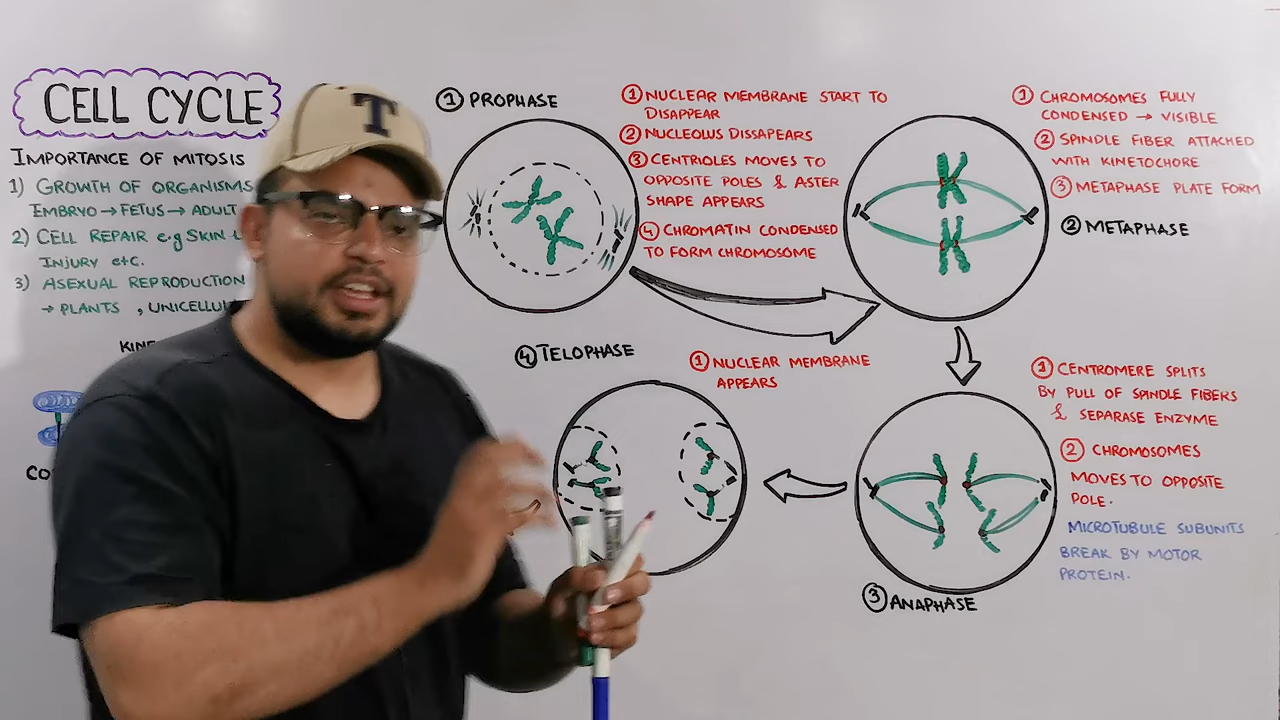 CELL CYCLE
IMPORTANCE OF MITOSIS
1) GROWTH OF ORGANISMS
EMBRYO → FETUS → ADULT
2) CELL REPAIR e.g SKIN
INJURY etc.
3) ASEXUAL REPRODUCTION
→ PLANTS ,
T
① PROPHASE
① NUCLEAR MEMBRANE START TO
DISAPPEAR
② NUCLEOLUS DISSAPEARS
③ CENTRIOLES MOVES TO
OPPOSITE POLES & ASTER
SHAPE APPEARS
④ CHROMATIN CONDENSED
TO FORM CHROMOSOME
① CHROMOSOMES FULLY
CONDENSED → VISIBLE
② SPINDLE FIBER ATTACHED
WITH KINETOCHORE
③ METAPHASE PLATE FORM
② METAPHASE
④ TELOPHASE
① NUCLEAR MEMBRANE
APPEARS
① CENTROMERE SPLITS
BY PULL OF SPINDLE FIBERS
& SEPARASE ENZYME
② CHROMOSOMES
MOVES TO OPPOSITE
POLE.
MICROTUBULE SUBUNITS
BREAK BY MOTOR
PROTEIN.
③ ANAPHASE